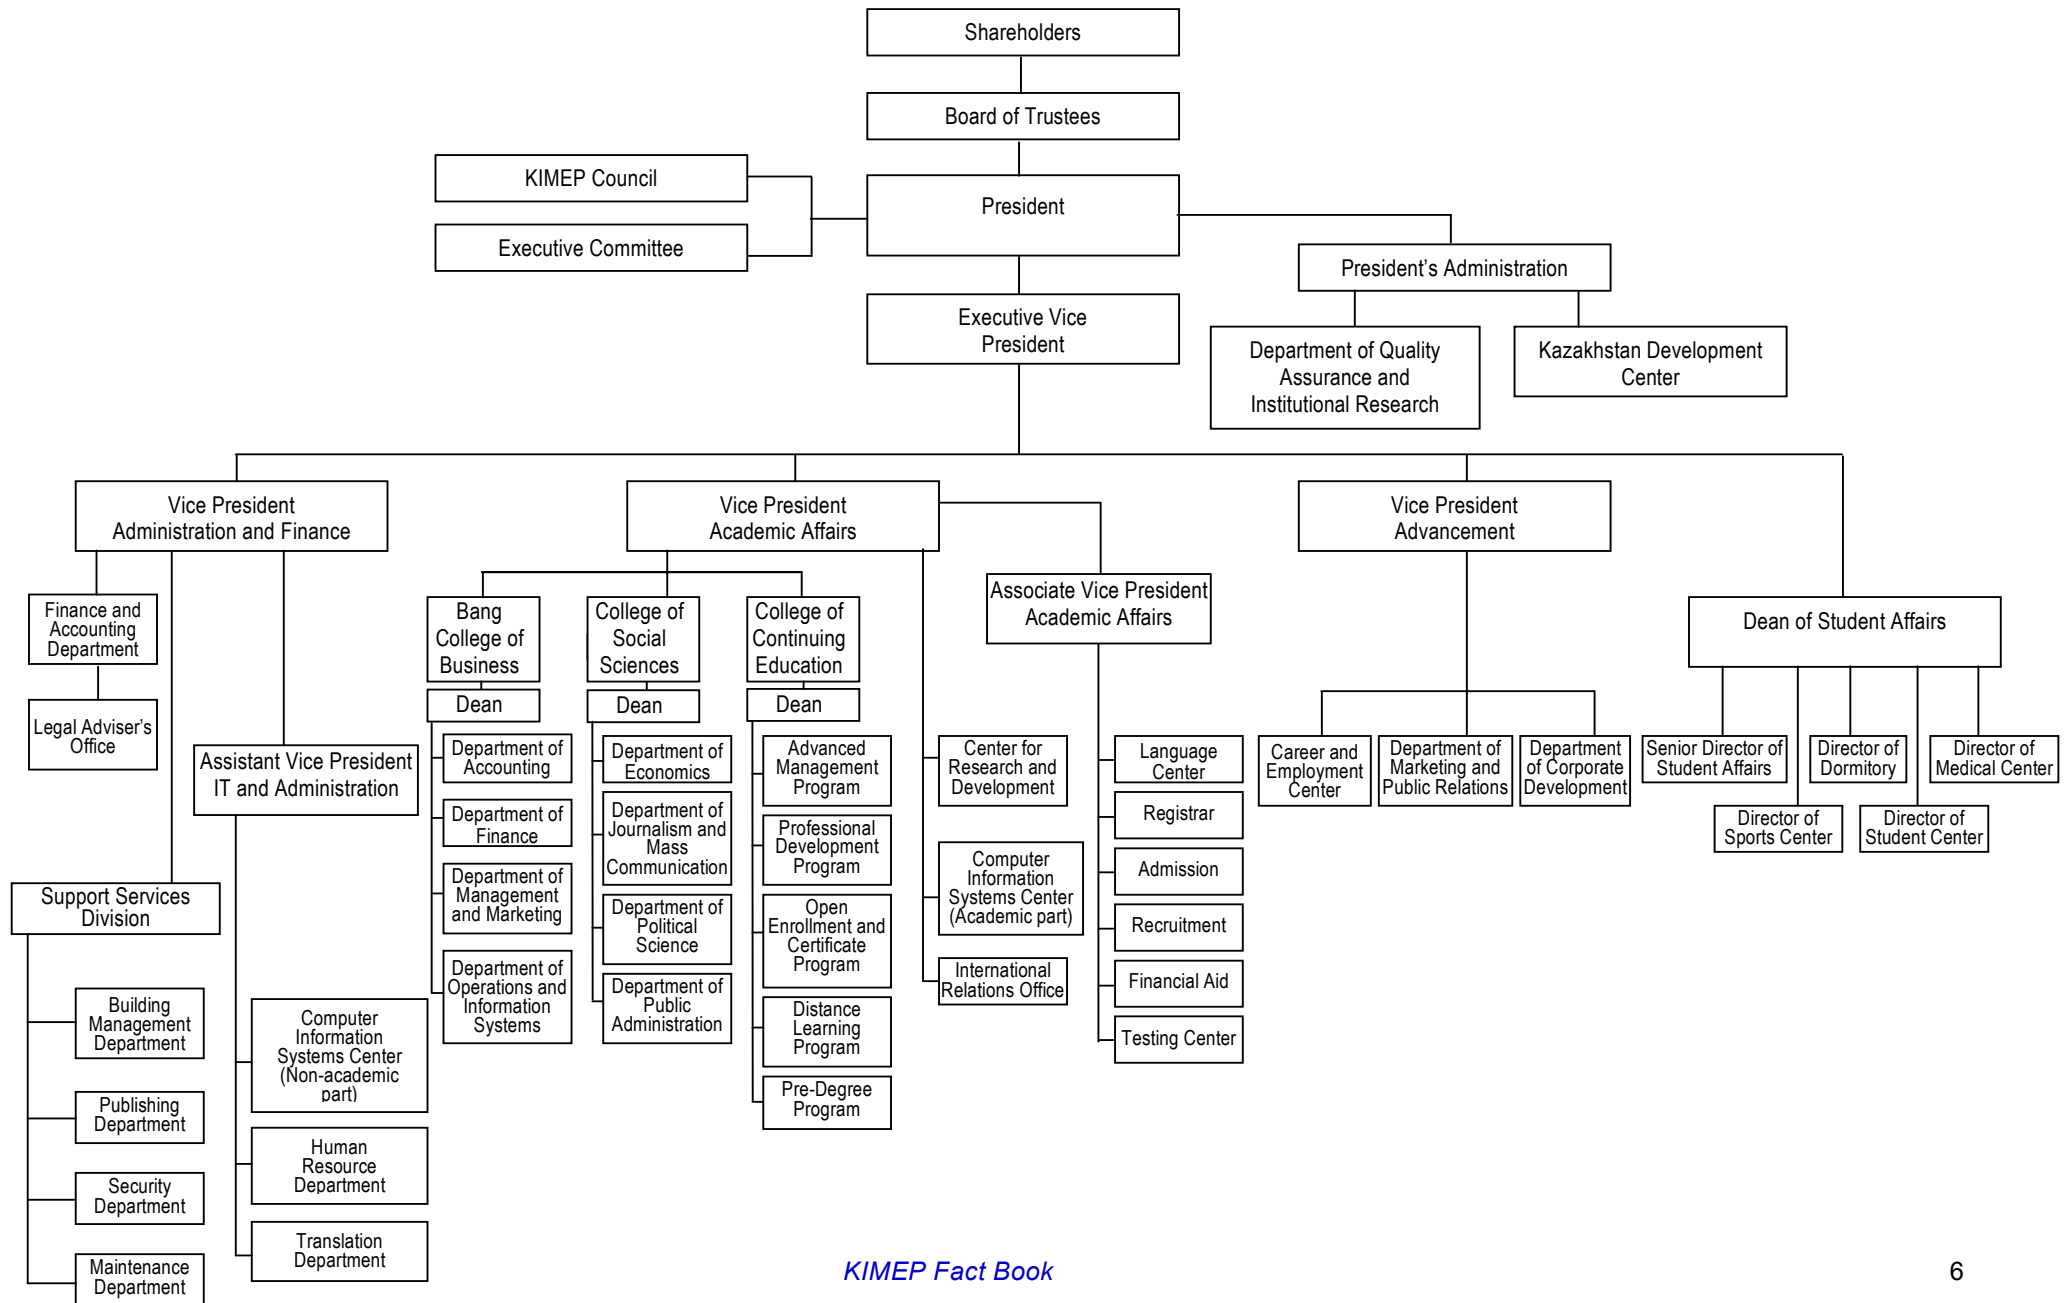 Shareholders
Board of Trustees
KIMEP Council
Executive Committee
President
President's Administration
Executive Vice
President
Department of Quality
Assurance and
Institutional Research
Kazakhstan Development
Center
Vice President
Administration and Finance
Vice President
Academic Affairs
Vice President
Advancement
Finance and
Accounting
Department
Legal Adviser's
Office
Assistant Vice President
IT and Administration
Support Services
Division
Building
Management
Department
Publishing
Department
Security
Department
Maintenance
Department
Computer
Information
Systems Center
(Non-academic
part)
Human
Resource
Department
Translation
Department
Bang
College of
Business
Dean
Department of
Accounting
Department of
Finance
Department of
Management
and Marketing
Department of
Operations and
Information
Systems
College of
Social
Sciences
Dean
Department of
Economics
Department of
Journalism and
Mass
Communication
Department of
Political
Science
Department of
Public
Administration
College of
Continuing
Education
Dean
Advanced
Management
Program
Professional
Development
Program
Open
Enrollment and
Certificate
Program
Distance
Learning
Program
Pre-Degree
Program
Center for
Research and
Development
Computer
Information
Systems Center
(Academic part)
International
Relations Office
Associate Vice President
Academic Affairs
Language
Center
Registrar
Admission
Recruitment
Financial Aid
Testing Center
Career and
Employment
Center
Department of
Marketing and
Public Relations
Department
of Corporate
Development
Dean of Student Affairs
Senior Director of
Student Affairs
Director of
Sports Center
Director of
Dormitory
Director of
Student Center
Director of
Medical Center
KIMEP Fact Book
6